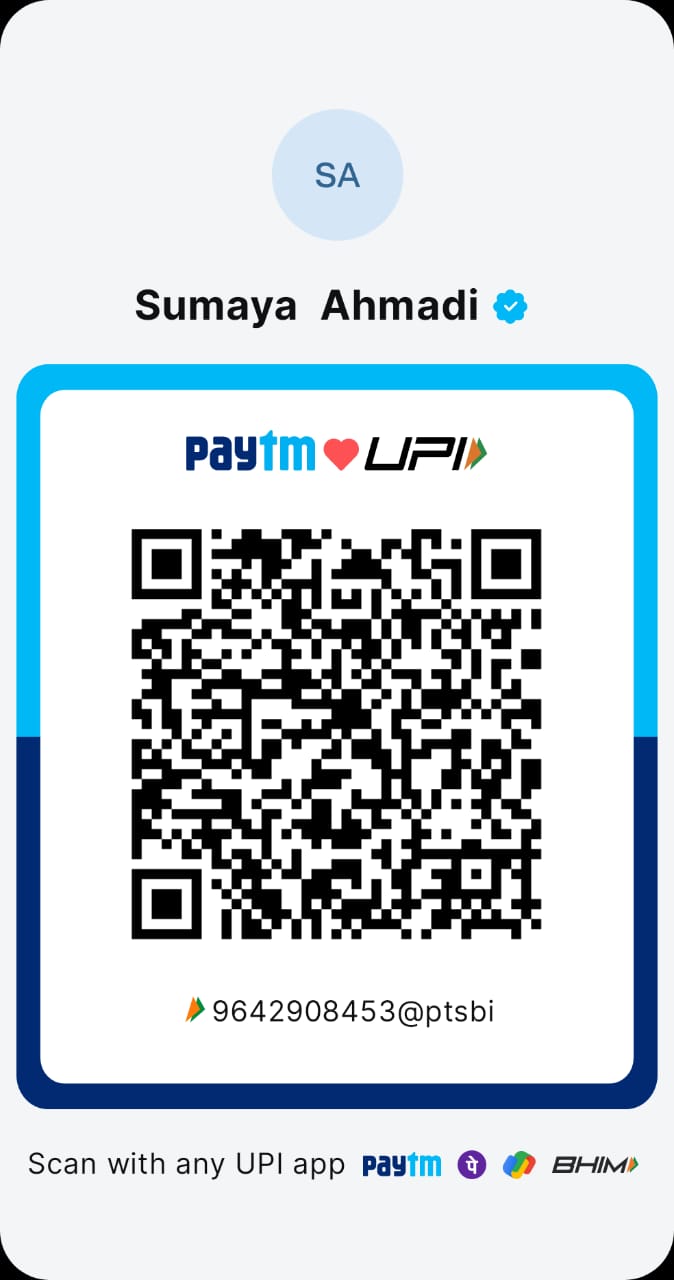 SA
Sumaya Ahmadi
paytm UPI
9642908453@ptsbi
Scan with any UPI app paytm पे BHIM